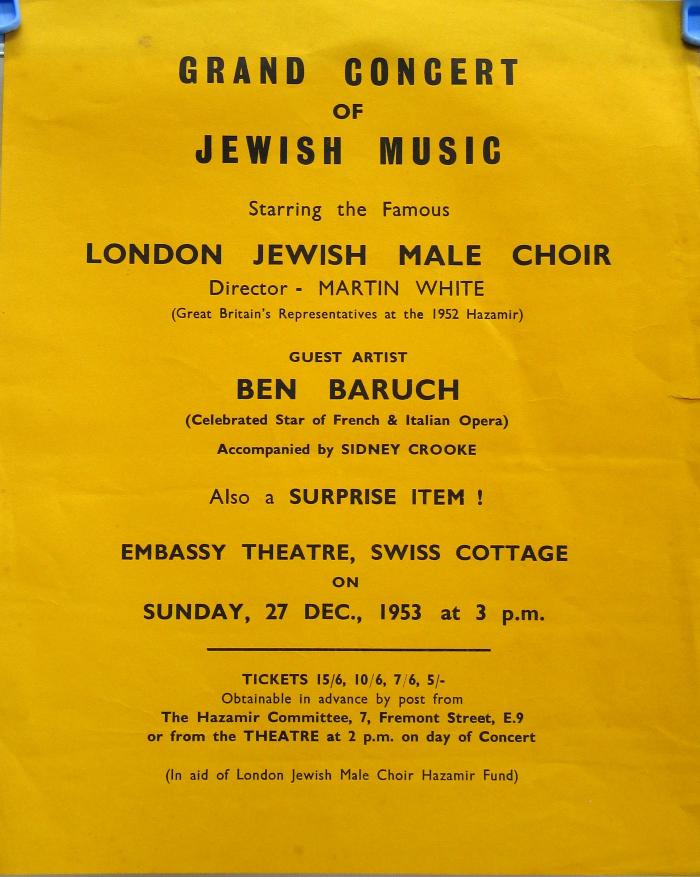 GRAND CONCERT
OF
JEWISH MUSIC
Starring the Famous
LONDON JEWISH MALE CHOIR
Director - MARTIN WHITE
(Great Britain's Representatives at the 1952 Hazamir)
GUEST ARTIST
BEN BARUCH
(Celebrated Star of French & Italian Opera)
Accompanied by SIDNEY CROOKE
Also a SURPRISE ITEM !
EMBASSY THEATRE, SWISS COTTAGE
ON
SUNDAY, 27 DEC., 1953 at 3 p.m.
TICKETS 15/6, 10/6, 7/6, 5/-
Obtainable in advance by post from
The Hazamir Committee, 7, Fremont Street, E.9
or from the THEATRE at 2 p.m. on day of Concert
(In aid of London Jewish Male Choir Hazamir Fund)